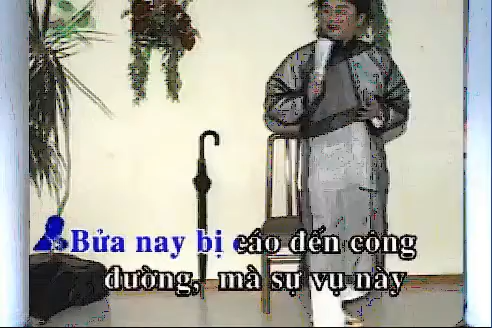 Bửa nay bị cáo đến công
đường, mà sự vụ này